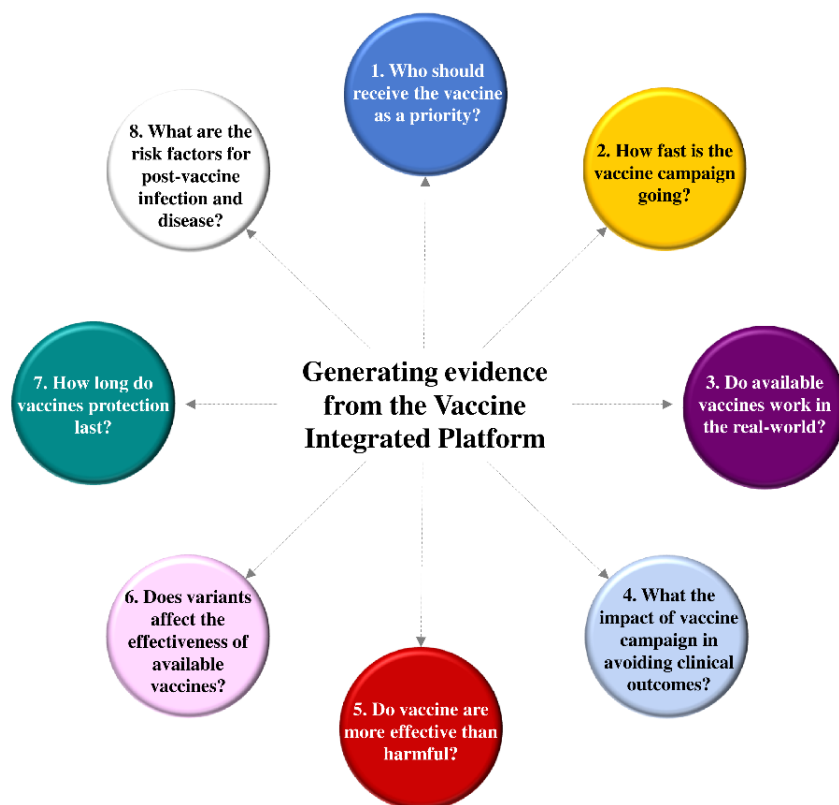 1. Who should
receive the vaccine
as a priority?
2. How fast is the
vaccine campaign
going?
3. Do available
vaccines work in
the real-world?
4. What the
impact of vaccine
campaign in
avoiding clinical
outcomes?
5. Do vaccine are
more effective than
harmful?
6. Does variants
affect the
effectiveness of
available
vaccines?
7. How long do
vaccines protection
last?
8. What are the
risk factors for
post-vaccine
infection and
disease?
Generating evidence
from the Vaccine
Integrated Platform